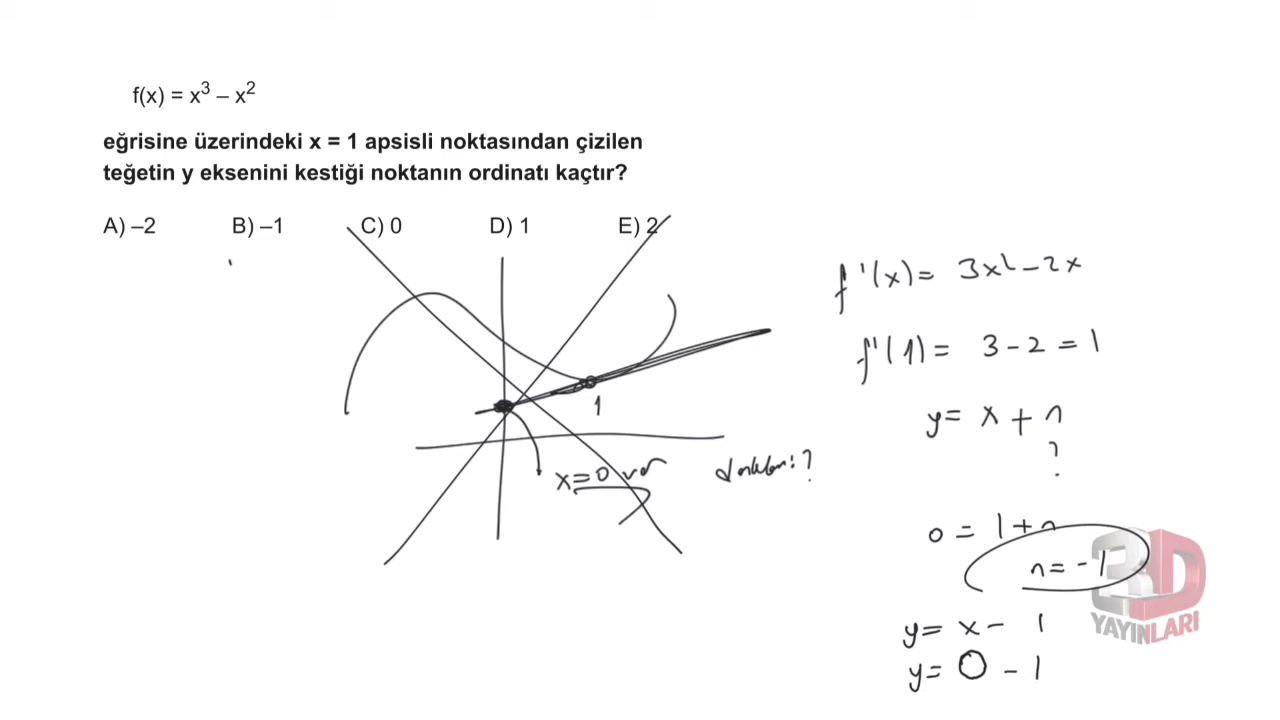 f(x) = x³ – x²
eğrisine üzerindeki x = 1 apsisli noktasından çizilen
teğetin y eksenini kestiği noktanın ordinatı kaçtır?
A) –2 B) –1 C) 0 D) 1 E) 2
f'(x) = 3x² – 2x
f'(1) = 3 – 2 = 1
1
y = x + n
?
x = 0 var
?
0 = 1 + n
n = -1
y = x – 1
y = 0 – 1
3D
YAYINLARI